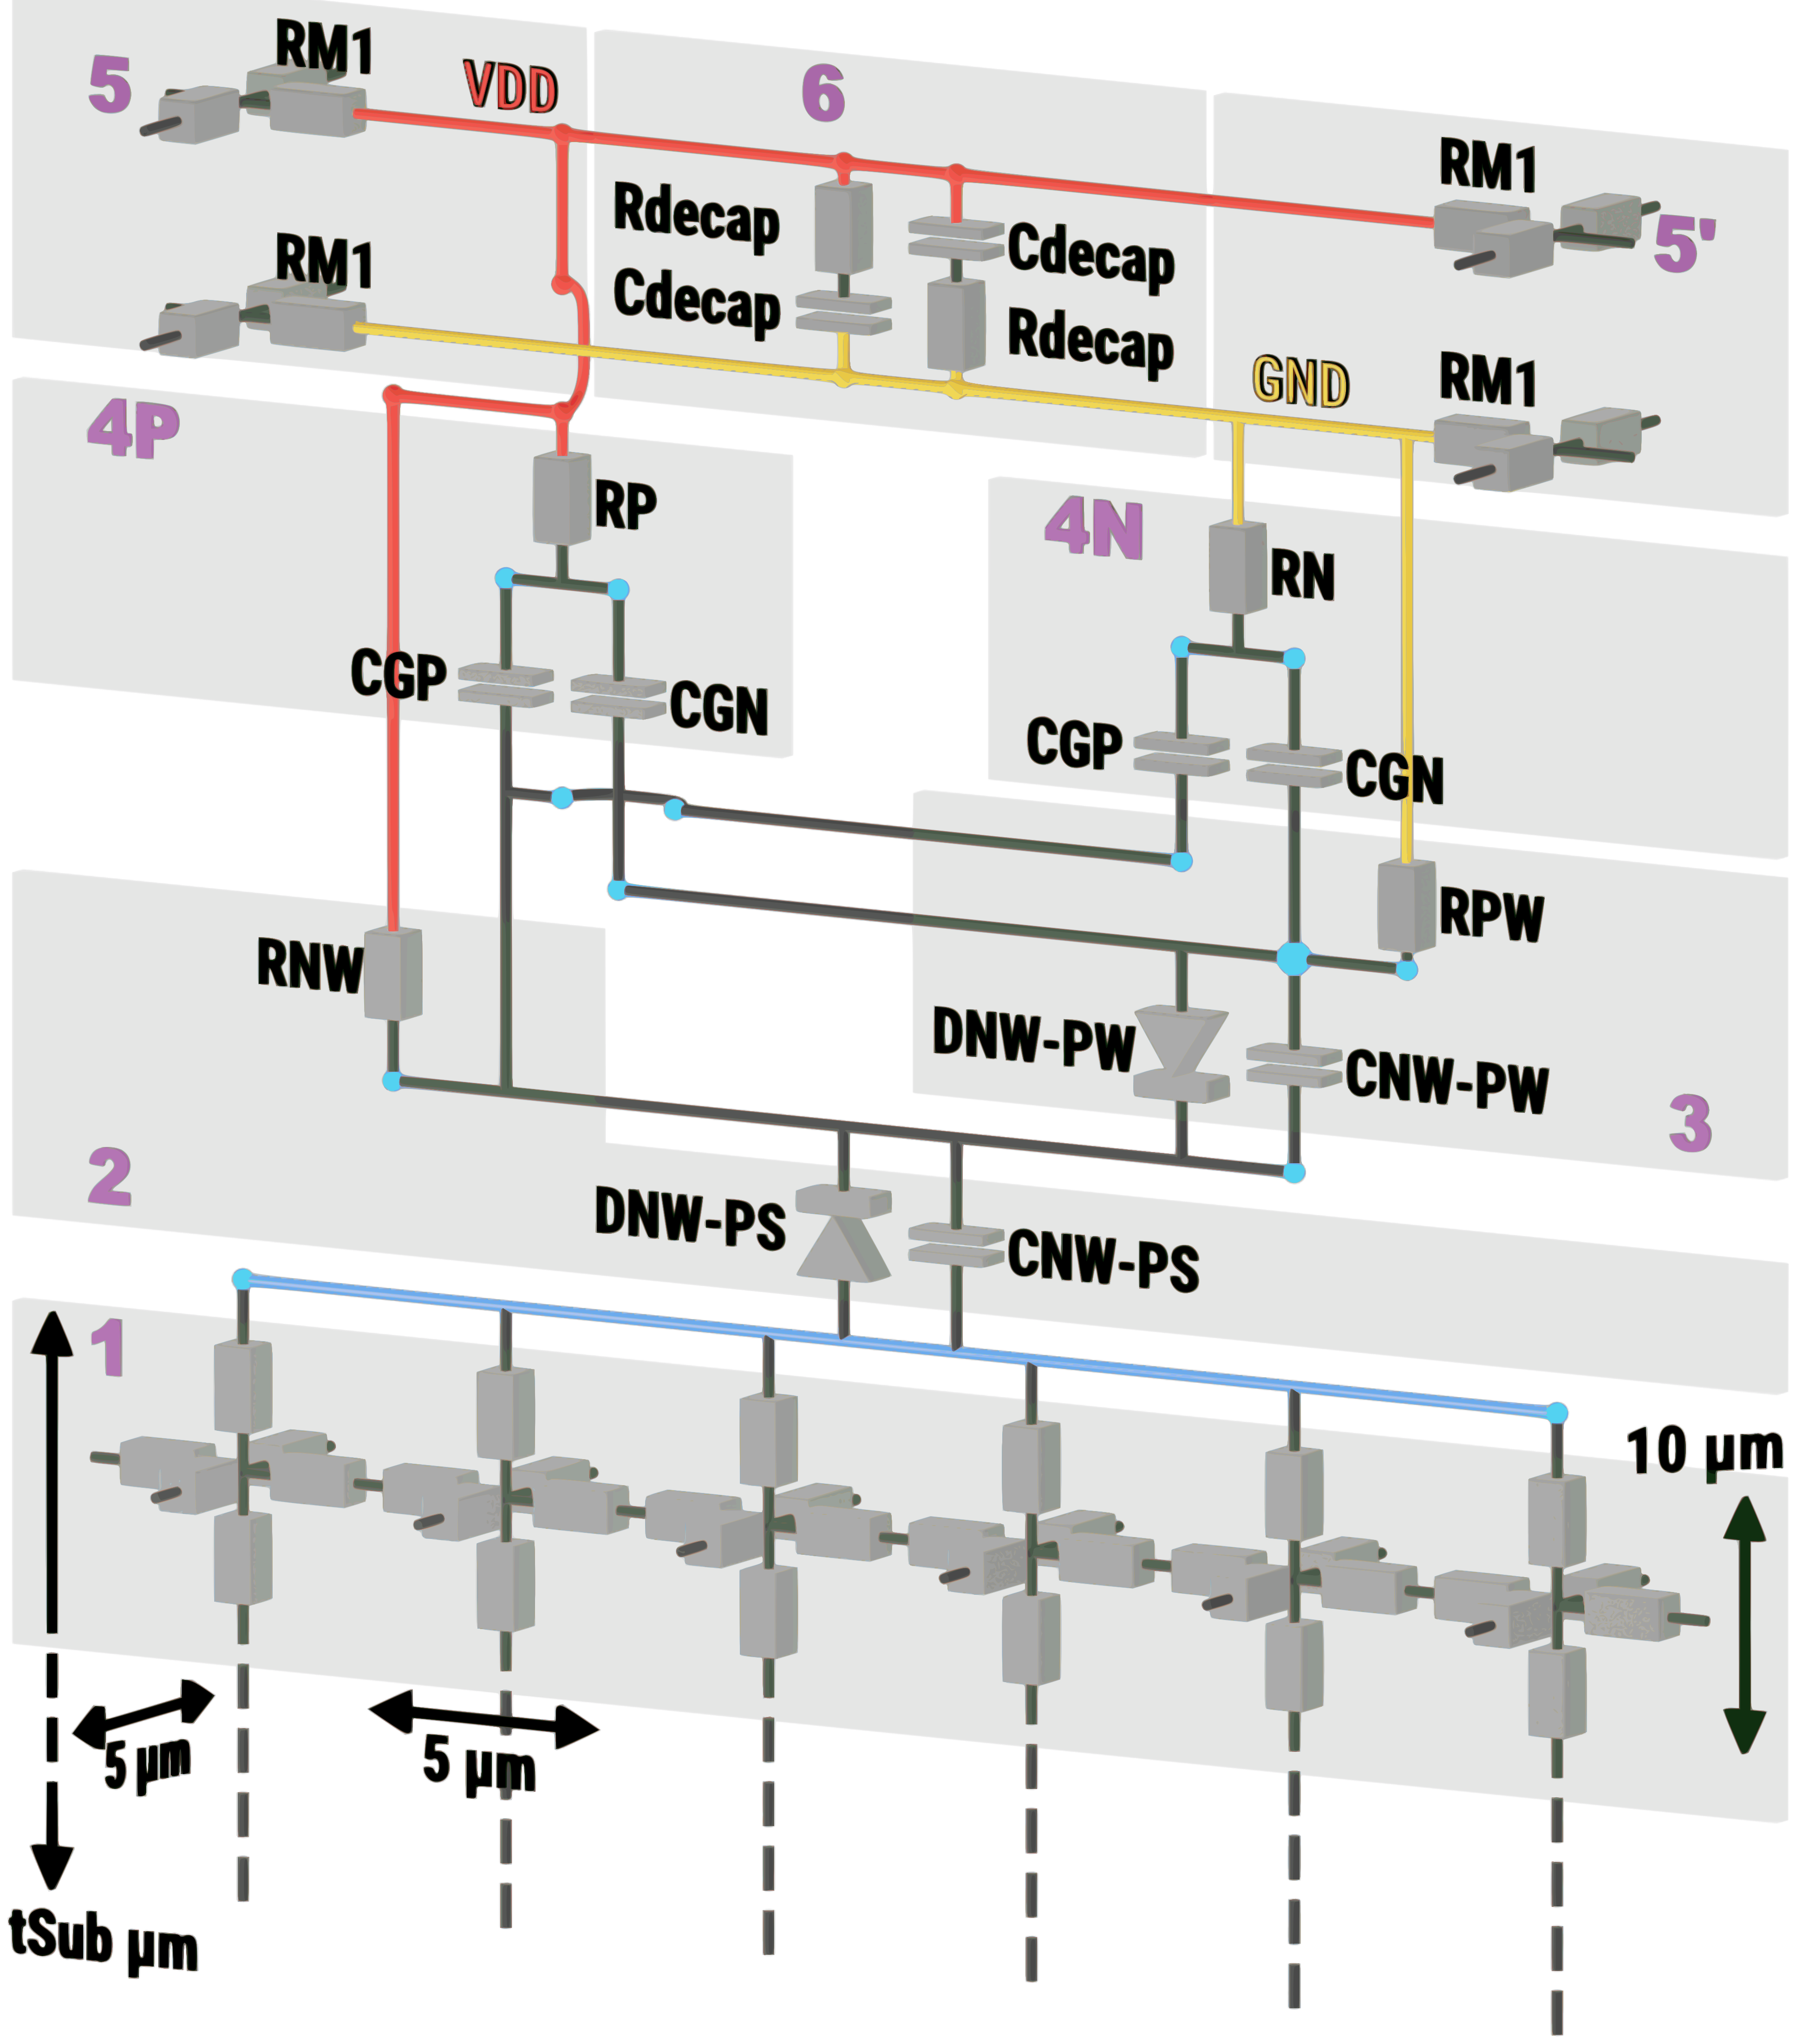 RM1
5
VDD
6
RM1
Rdecap
Cdecap
5'
RM1
Cdecap
Rdecap
GND
RM1
4P
RP
4N
RN
CGP
CGN
CGP
CGN
RNW
RPW
DNW-PW
CNW-PW
3
2
DNW-PS
CNW-PS
1
10 µm
5 µm
5 µm
tSub µm